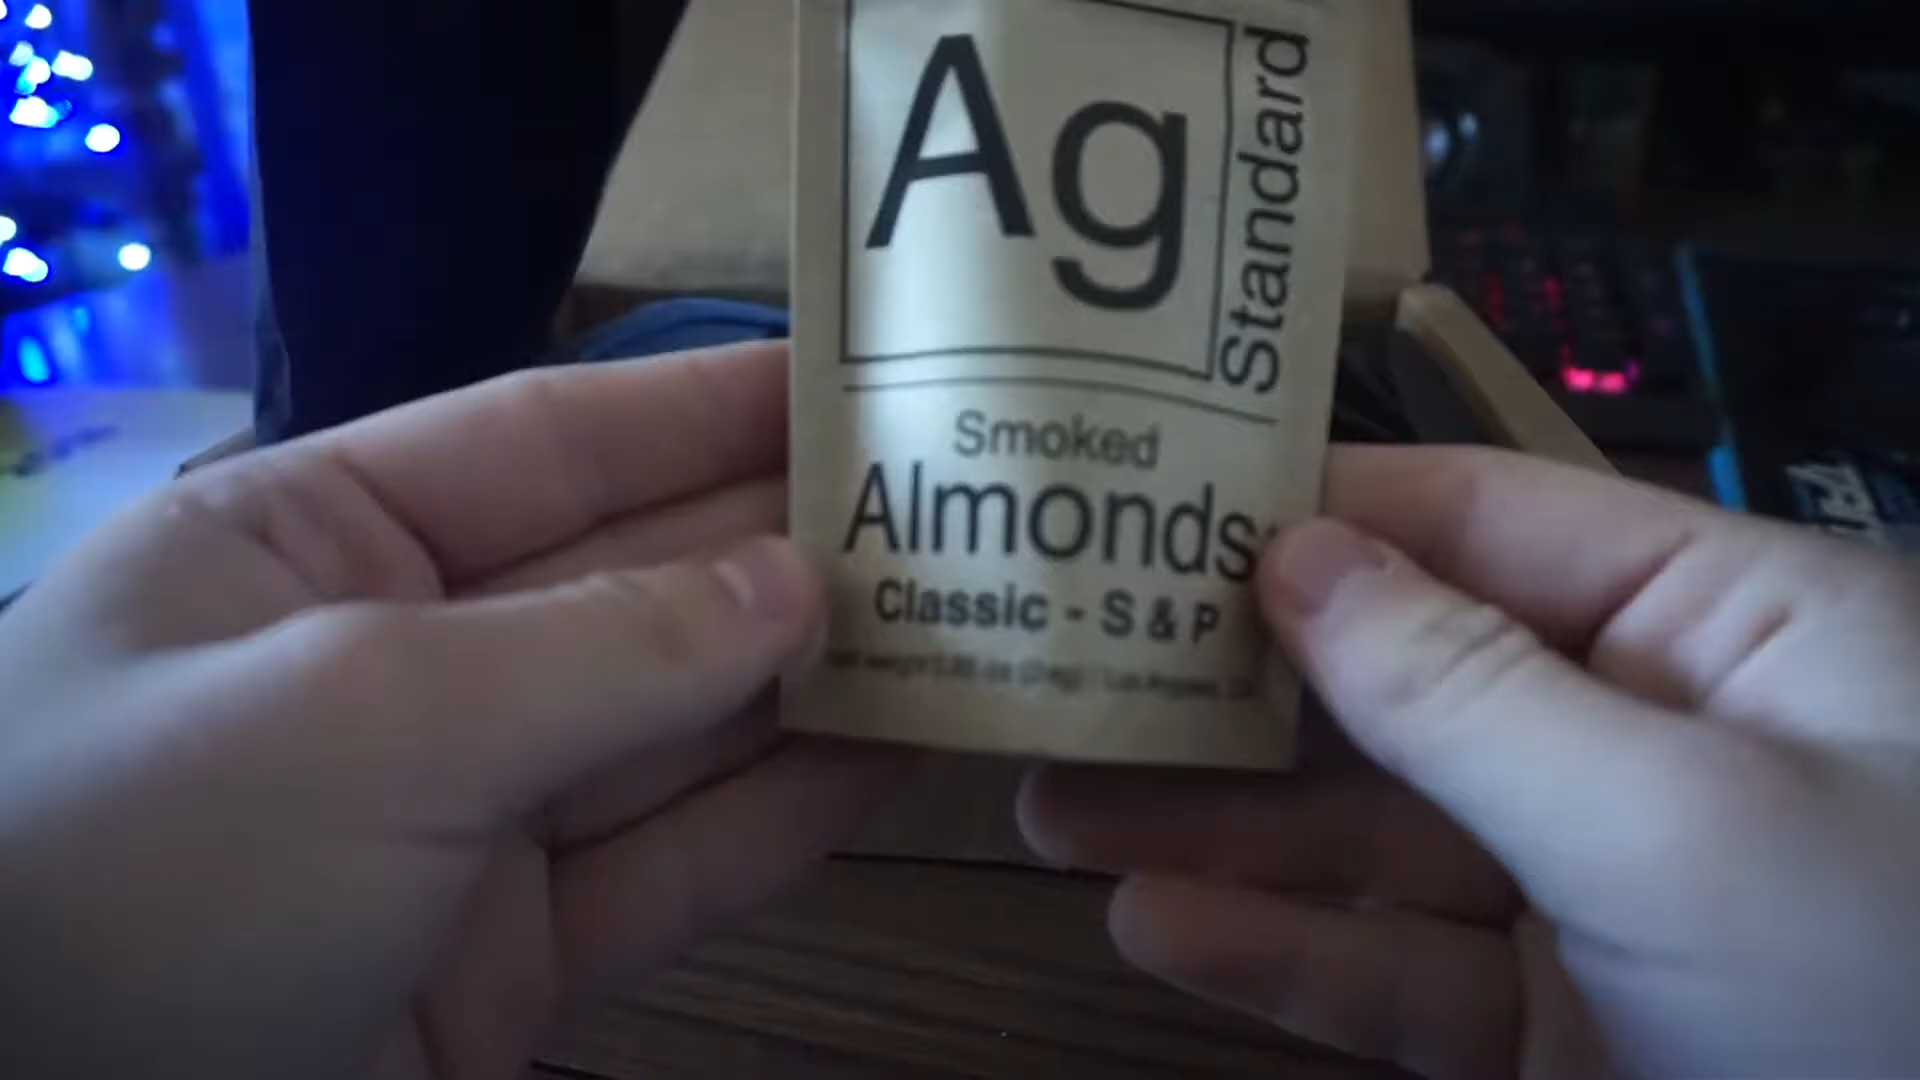 Ag
Standard
Smoked
Almonds
Classic - S & P